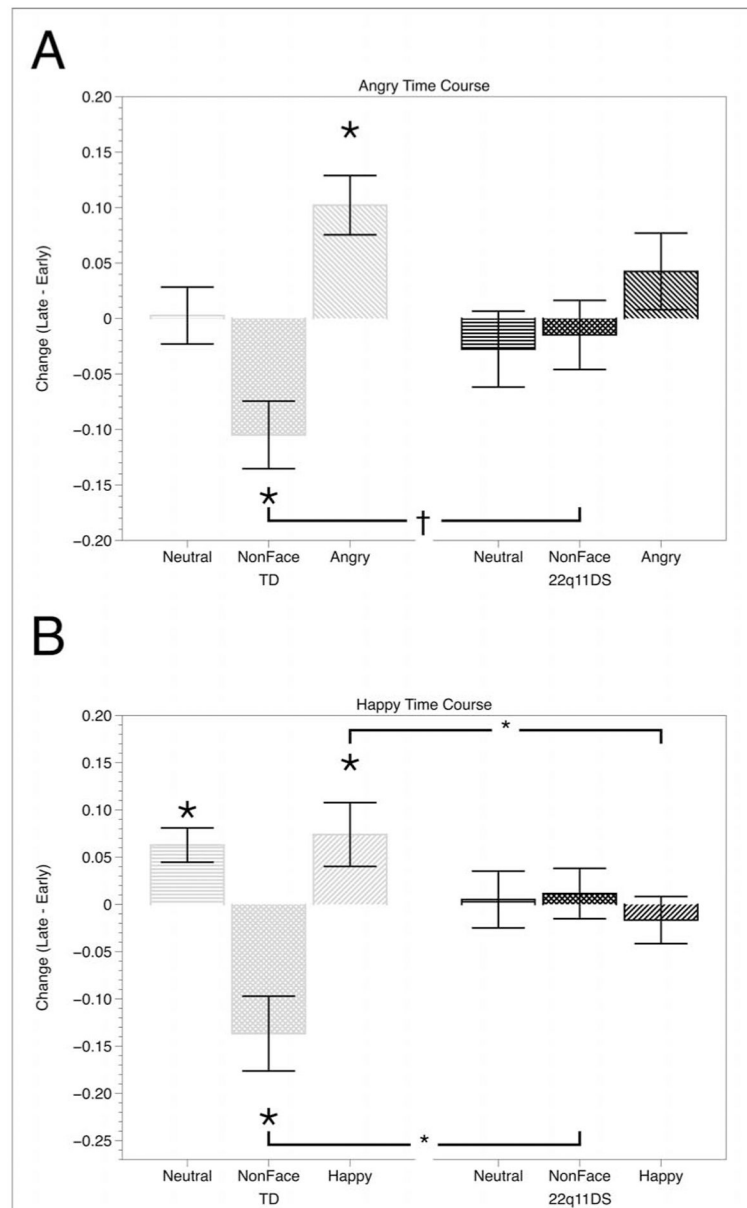 A
Angry Time Course
0.20
*
0.15
0.10
0.05
0
−0.05
−0.10
−0.15
*
−0.20
†
Change (Late - Early)
Neutral NonFace Angry Neutral NonFace Angry
TD 22q11DS
B
Happy Time Course
0.20
*
*
0.15
*
0.10
0.05
0
−0.05
−0.10
−0.15
−0.20
*
−0.25
*
Change (Late - Early)
Neutral NonFace Happy Neutral NonFace Happy
TD 22q11DS